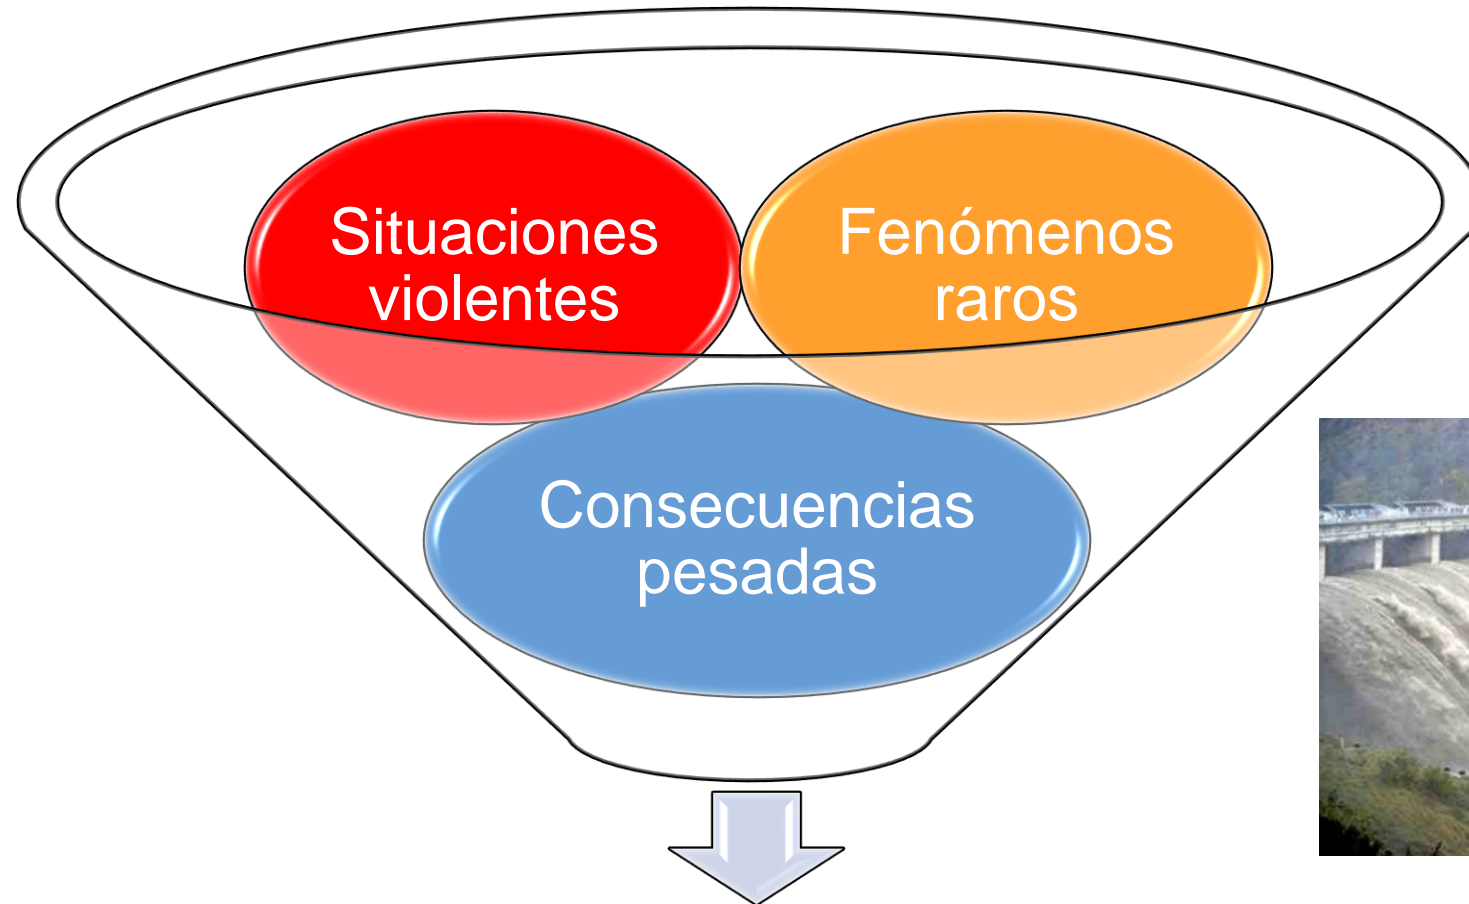 Situaciones
violentes
Fenómenos
raros
Consecuencias
pesadas